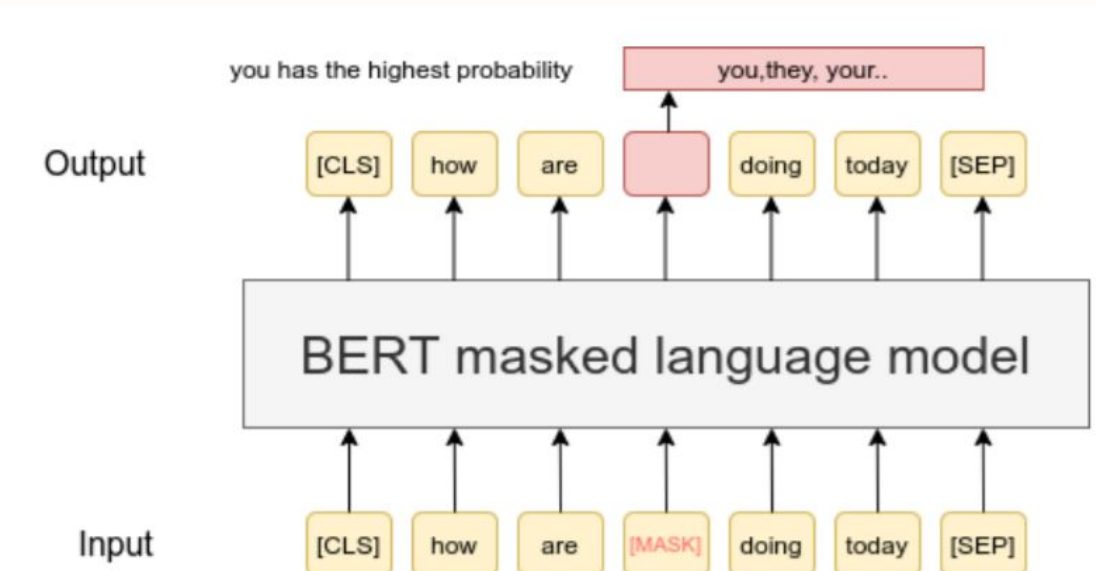 you has the highest probability you,they, your..
Output [CLS] how are doing today [SEP]
BERT masked language model
Input [CLS] how are [MASK] doing today [SEP]